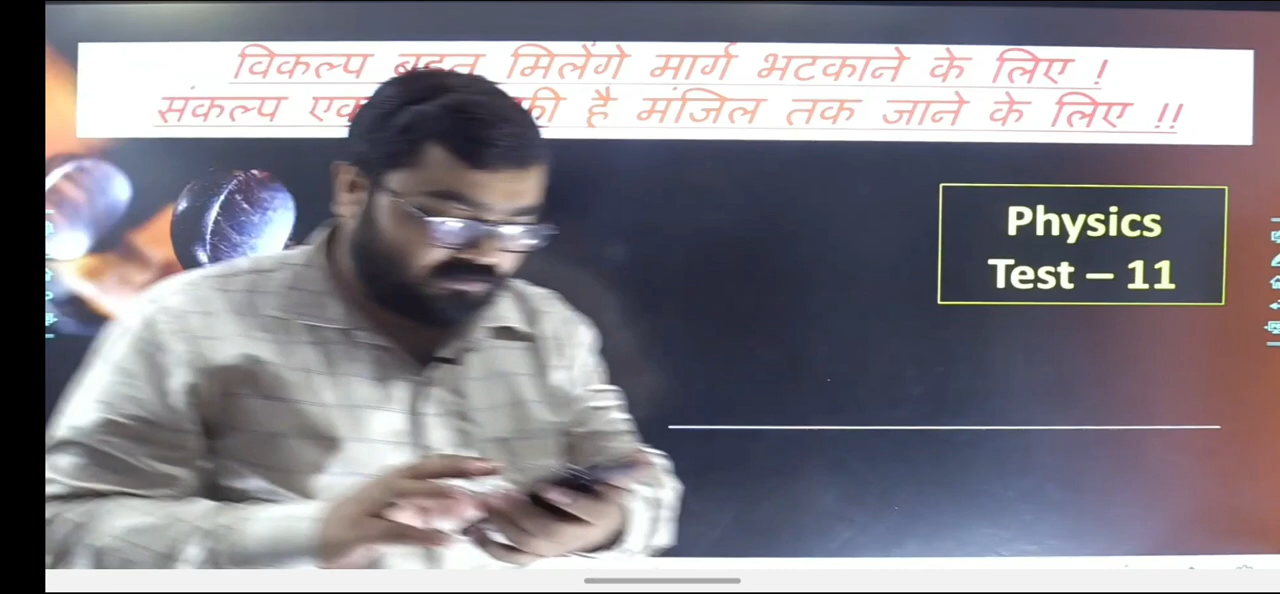 विकल्प मिलेंगे मार्ग भटकाने के लिए !
संकल्प है मंजिल तक जाने के लिए !!
Physics
Test – 11